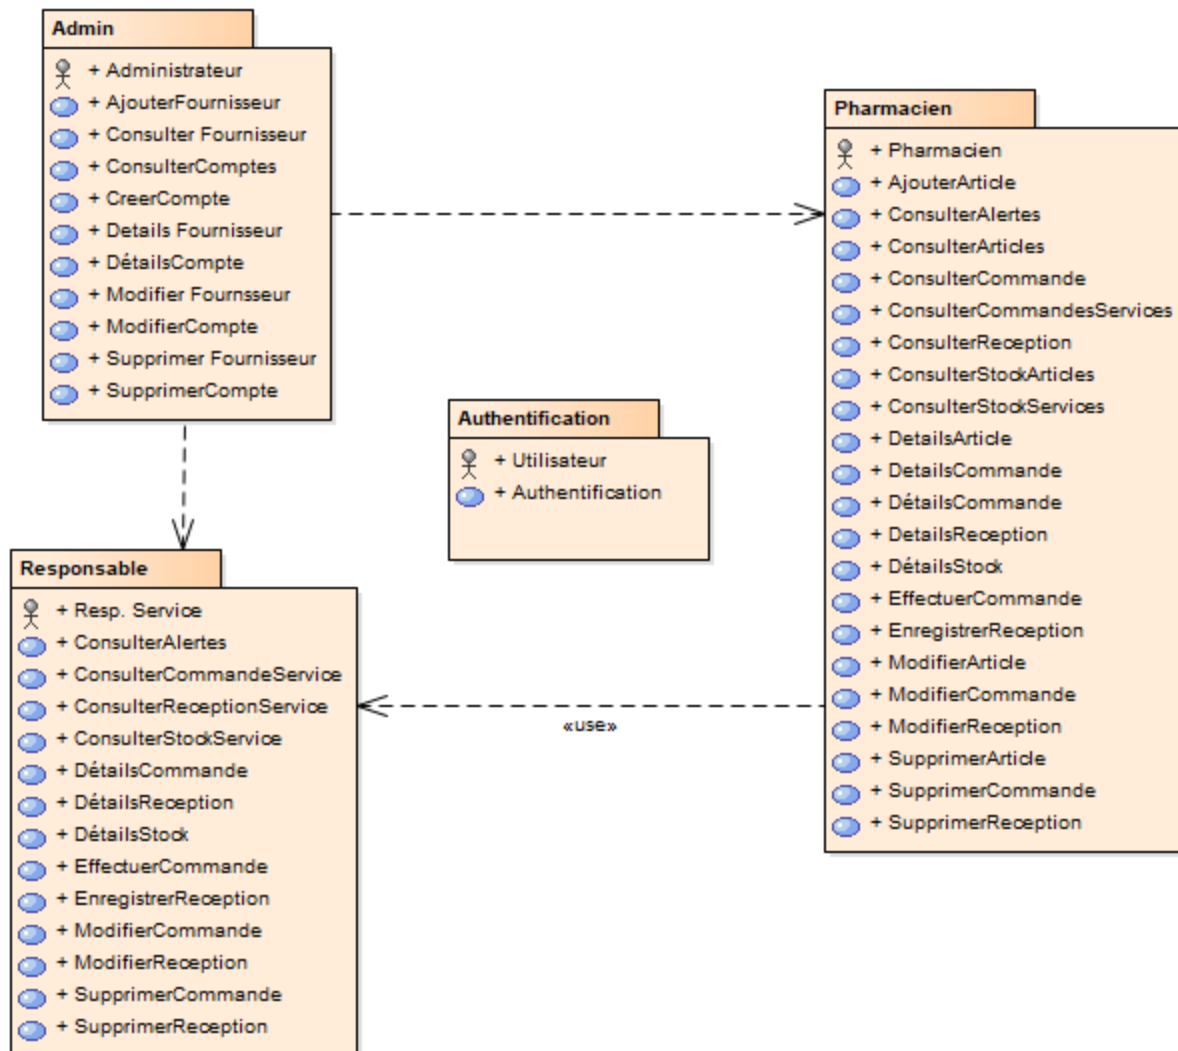 Admin
+ Administrateur
+ AjouterFournisseur
+ Consulter Fournisseur
+ ConsulterComptes
+ CreerCompte
+ Details Fournisseur
+ DétailsCompte
+ Modifier Fournsseur
+ ModifierCompte
+ Supprimer Fournisseur
+ SupprimerCompte
Pharmacien
+ Pharmacien
+ AjouterArticle
+ ConsulterAlertes
+ ConsulterArticles
+ ConsulterCommande
+ ConsulterCommandesServices
+ ConsulterReception
+ ConsulterStockArticles
+ ConsulterStockServices
+ DetailsArticle
+ DetailsCommande
+ DétailsCommande
+ DetailsReception
+ DétailsStock
+ EffectuerCommande
+ EnregistrerReception
+ ModifierArticle
+ ModifierCommande
+ ModifierReception
+ SupprimerArticle
+ SupprimerCommande
+ SupprimerReception
Authentification
+ Utilisateur
+ Authentification
Responsable
+ Resp. Service
+ ConsulterAlertes
+ ConsulterCommandeService
+ ConsulterReceptionService
+ ConsulterStockService
+ DétailsCommande
+ DétailsReception
+ DétailsStock
+ EffectuerCommande
+ EnregistrerReception
+ ModifierCommande
+ ModifierReception
+ SupprimerCommande
+ SupprimerReception
«use»